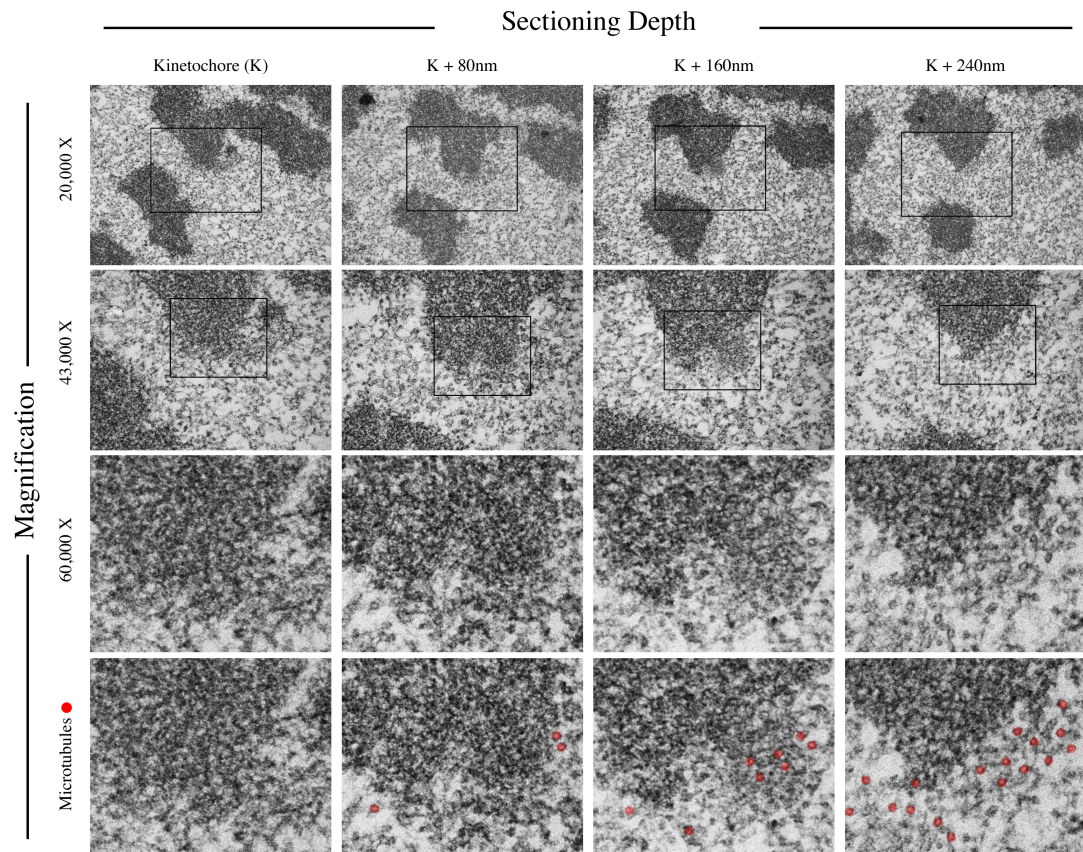 Sectioning Depth
Kinetochore (K)
K + 80nm
K + 160nm
K + 240nm
Magnification
20,000 X
43,000 X
60,000 X
Microtubules